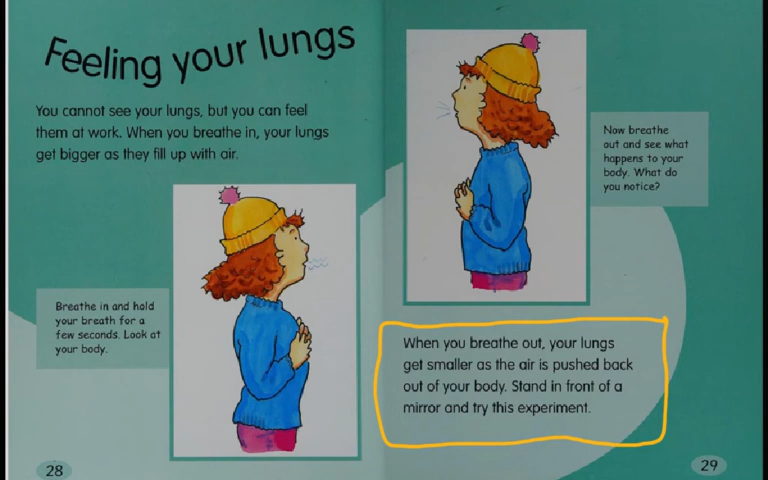 Feeling your lungs
You cannot see your lungs, but you can feel
them at work. When you breathe in, your lungs
get bigger as they fill up with air.
Breathe in and hold
your breath for a
few seconds. Look at
your body.
28
Now breathe
out and see what
happens to your
body. What do
you notice?
When you breathe out, your lungs
get smaller as the air is pushed back
out of your body. Stand in front of a
mirror and try this experiment.
29